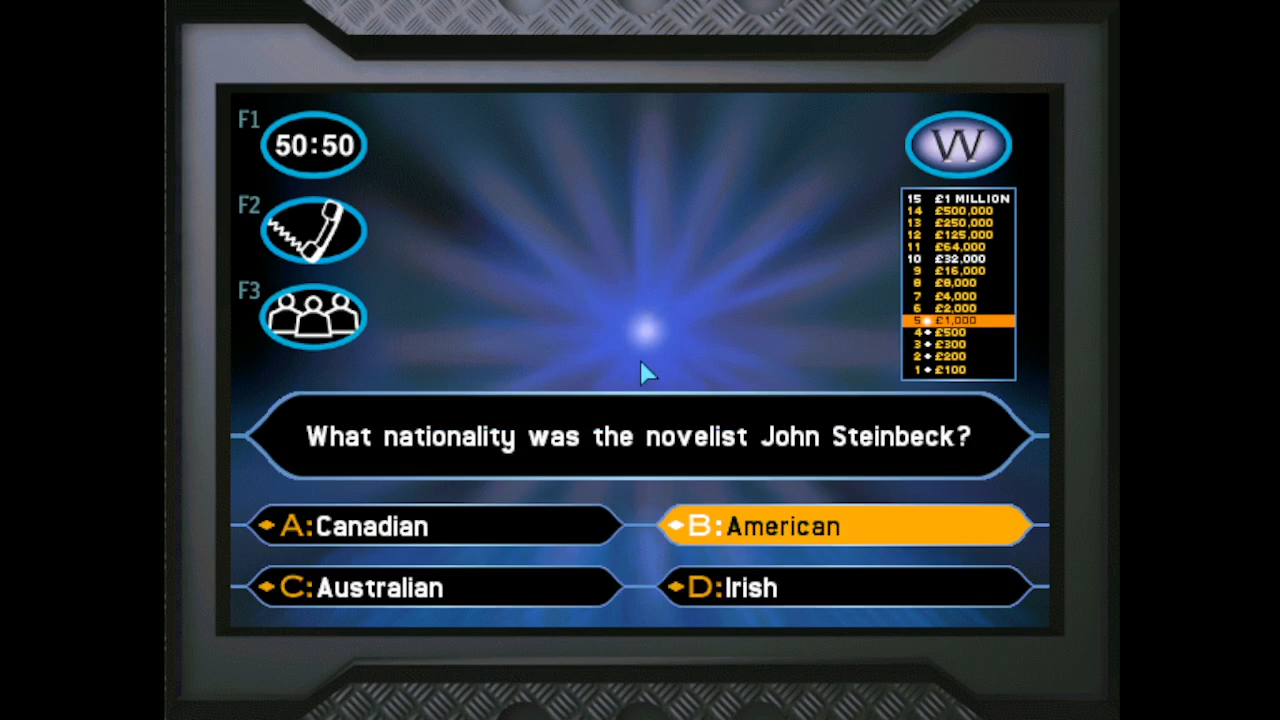 F1
50:50
W
F2
F3
15 £1 MILLION
14 £500,000
13 £250,000
12 £125,000
11 £64,000
10 £32,000
9 £16,000
8 £8,000
7 £4,000
6 £2,000
5 £1,000
4 £500
3 £300
2 £200
1 £100
What nationality was the novelist John Steinbeck?
A: Canadian
B: American
C: Australian
D: Irish